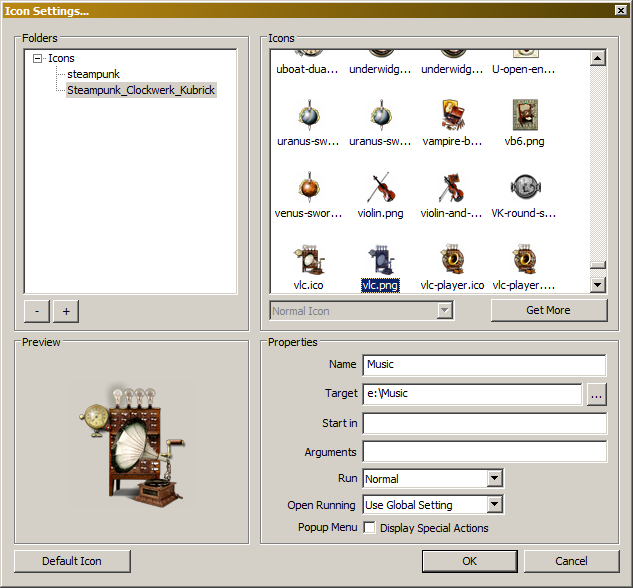 Icon Settings...
Folders
Icons
steampunk
Steampunk_Clockwerk_Kubrick
- +
Icons
uboat-dua... underwidg... underwidg... U-open-en...
uranus-sw... uranus-sw... vampire-b... vb6.png
venus-swor... violin.png violin-and-... VK-round-s...
vlc.ico vlc.png vlc-player.ico vlc-player....
Normal Icon
Get More
Preview
Properties
Name Music
Target e:\Music ...
Start in
Arguments
Run Normal
Open Running Use Global Setting
Popup Menu Display Special Actions
Default Icon
OK
Cancel